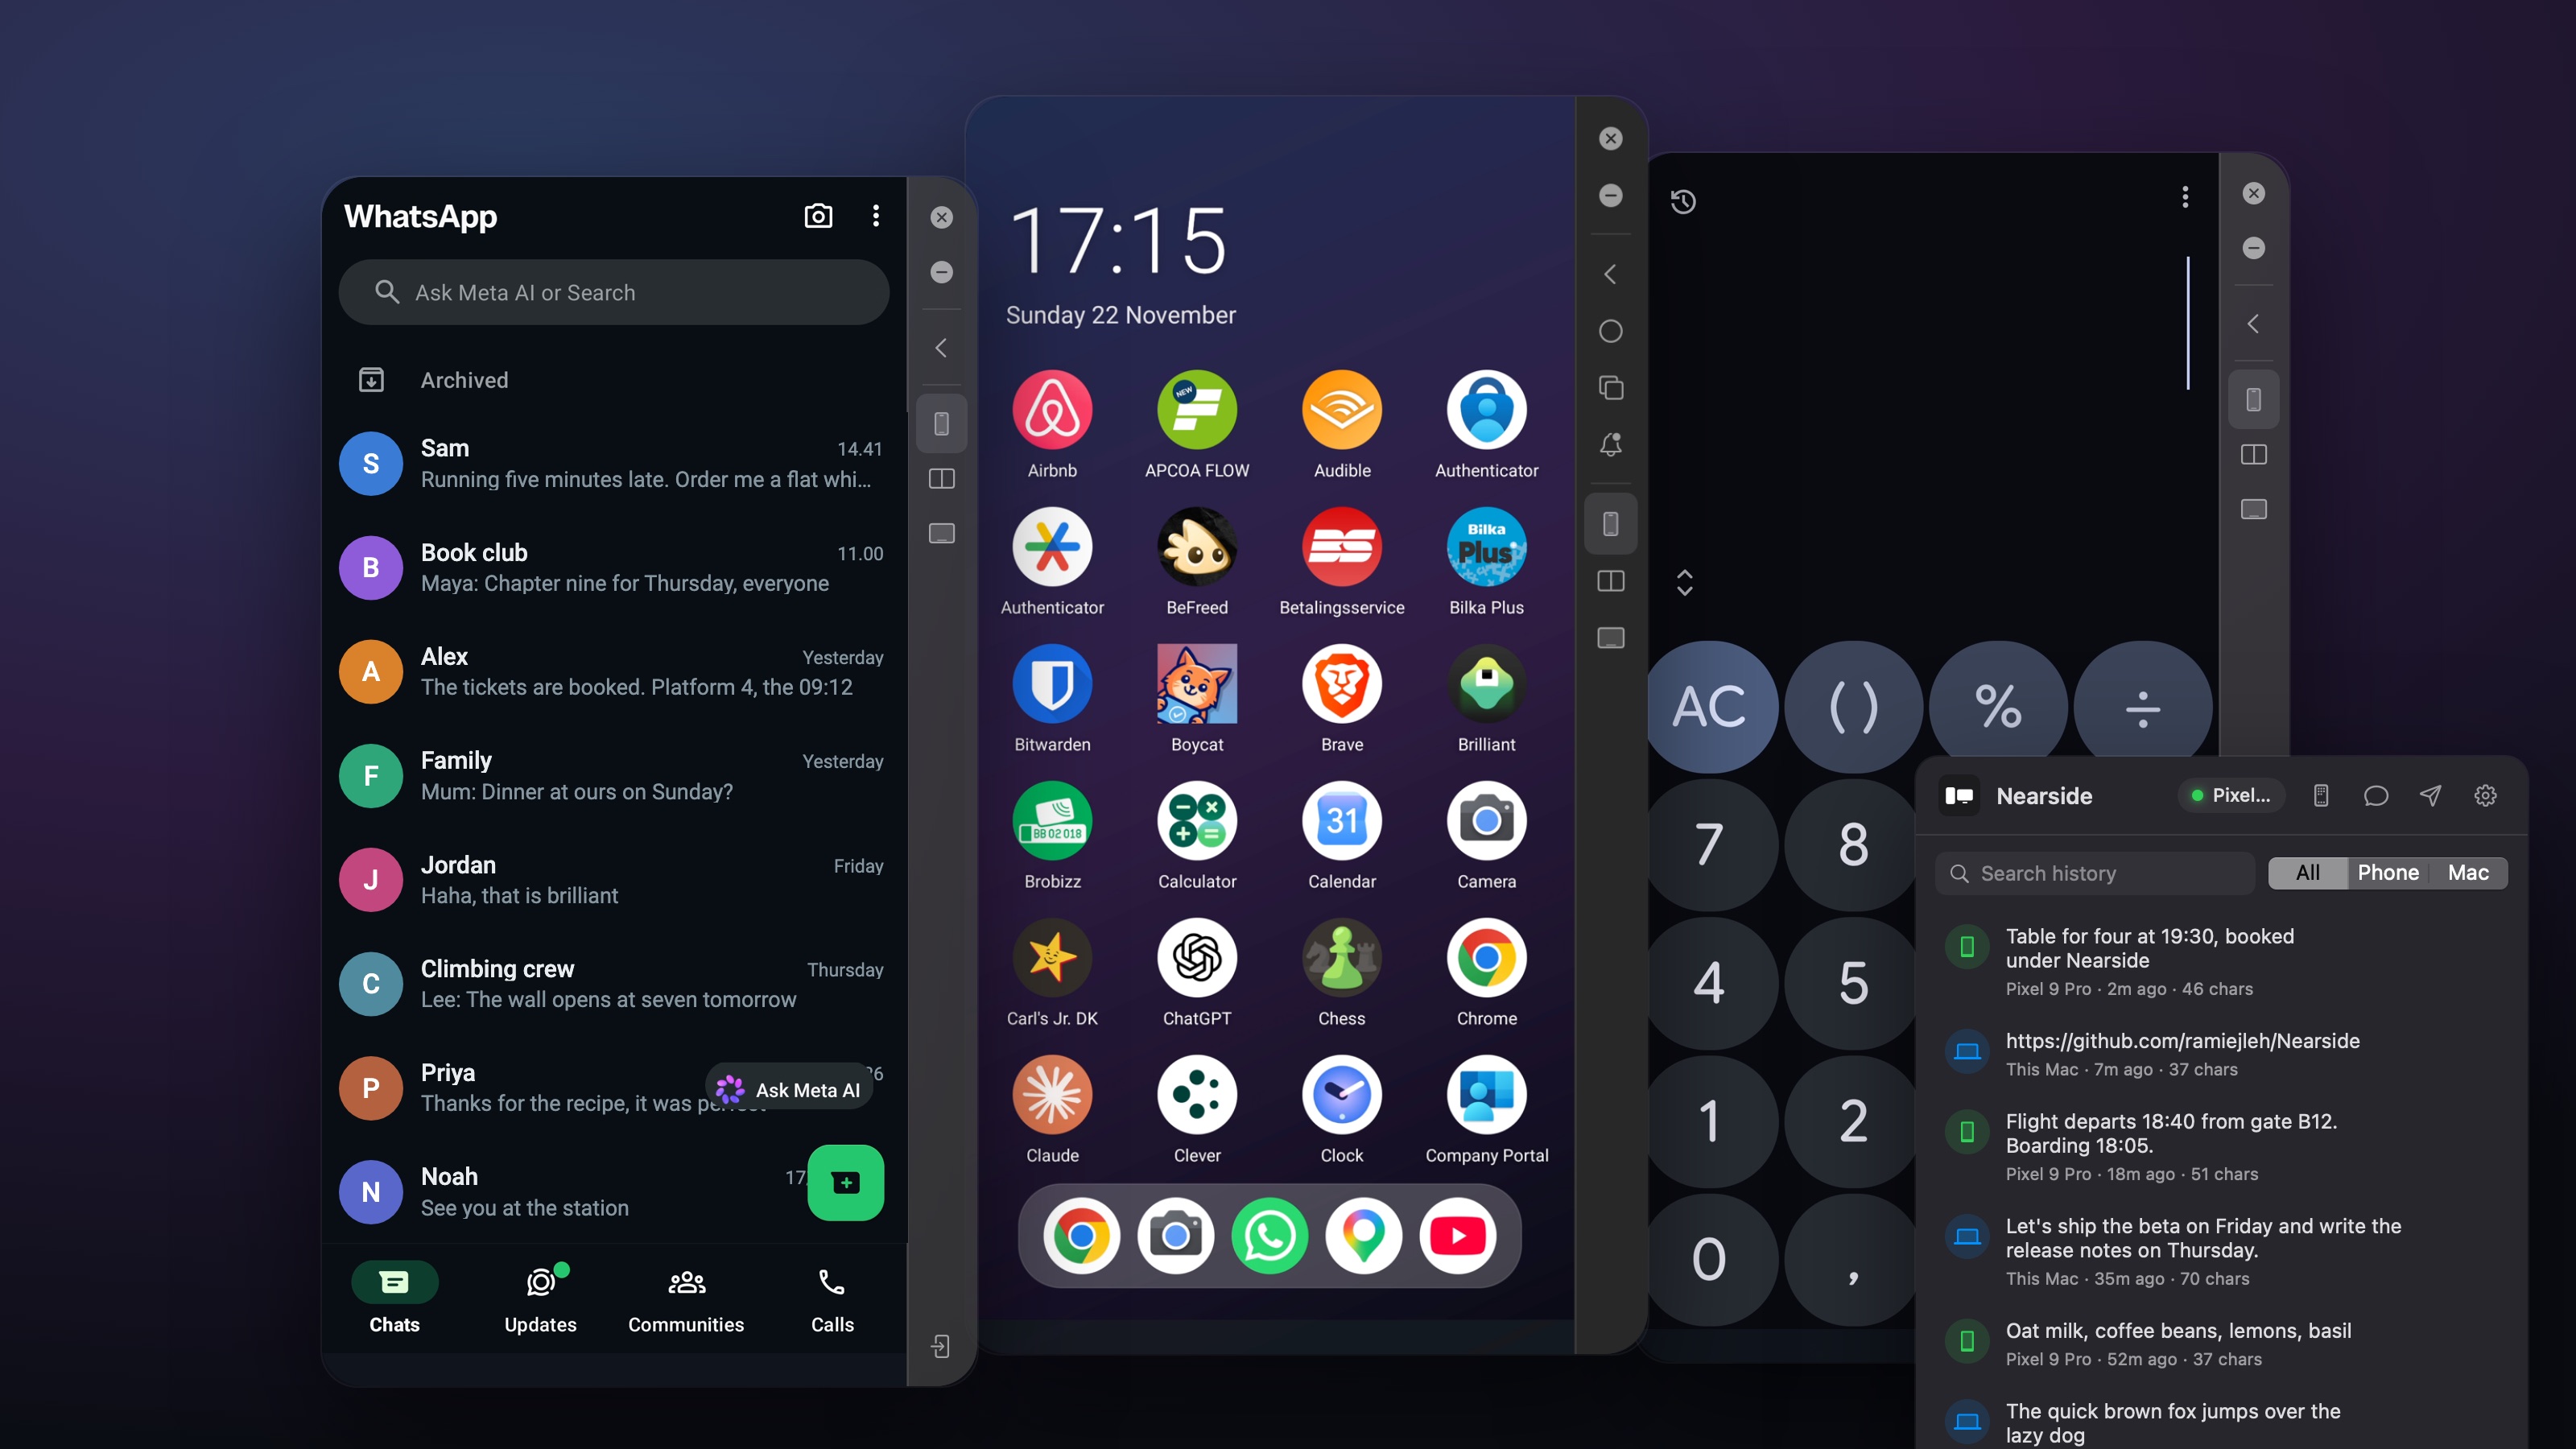 WhatsApp
Ask Meta AI or Search
Archived
S
Sam
14.41
Running five minutes late. Order me a flat whi...
B
Book club
11.00
Maya: Chapter nine for Thursday, everyone
A
Alex
Yesterday
The tickets are booked. Platform 4, the 09:12
F
Family
Yesterday
Mum: Dinner at ours on Sunday?
J
Jordan
Friday
Haha, that is brilliant
C
Climbing crew
Thursday
Lee: The wall opens at seven tomorrow
P
Priya
Thanks for the recipe, it was
Ask Meta AI
N
Noah
17.
See you at the station
Chats
Updates
Communities
Calls
17:15
Sunday 22 November
NEW
Airbnb
APCOA FLOW
Audible
Authenticator
BS
Bilka
Plus
Authenticator
BeFreed
Betalingsservice
Bilka Plus
Bitwarden
Boycat
Brave
Brilliant
BB 02 018
31
Brobizz
Calculator
Calendar
Camera
Carl's Jr. DK
ChatGPT
Chess
Chrome
Claude
Clever
Clock
Company Portal
AC
( )
%
÷
7
8
4
5
1
2
0
,
Nearside
Pixel...
Search history
All
Phone
Mac
Table for four at 19:30, booked
under Nearside
Pixel 9 Pro · 2m ago · 46 chars
https://github.com/ramiejleh/Nearside
This Mac · 7m ago · 37 chars
Flight departs 18:40 from gate B12.
Boarding 18:05.
Pixel 9 Pro · 18m ago · 51 chars
Let's ship the beta on Friday and write the
release notes on Thursday.
This Mac · 35m ago · 70 chars
Oat milk, coffee beans, lemons, basil
Pixel 9 Pro · 52m ago · 37 chars
The quick brown fox jumps over the
lazy dog